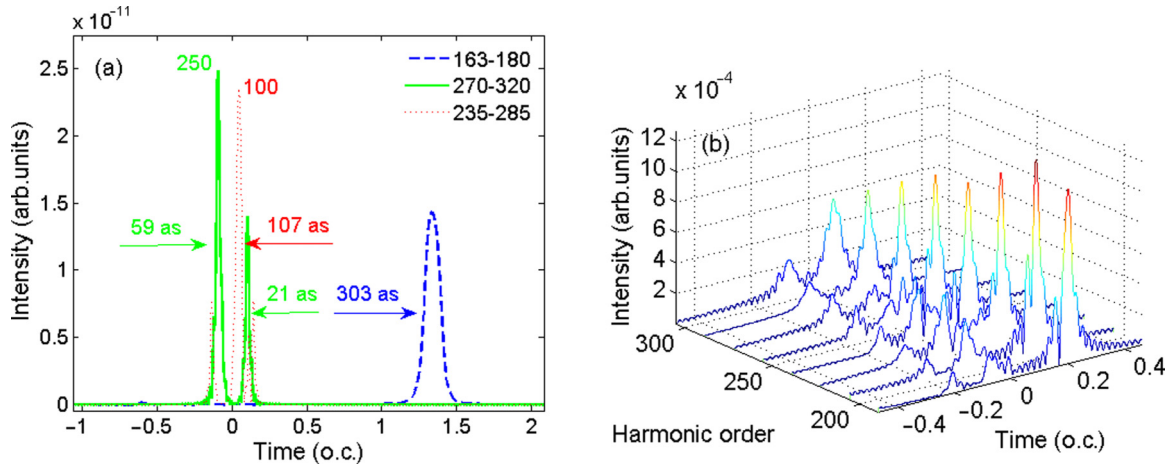 x 10⁻¹¹
(a)
250
100
163-180
270-320
235-285
59 as
107 as
21 as
303 as
2.5
2
1.5
1
0.5
0
Intensity (arb.units)
−1
−0.5
0
0.5
1
1.5
2
Time (o.c.)
x 10⁻⁴
(b)
12
10
8
6
4
2
Intensity (arb.units)
300
250
200
Harmonic order
−0.4
−0.2
0
0.2
0.4
Time (o.c.)